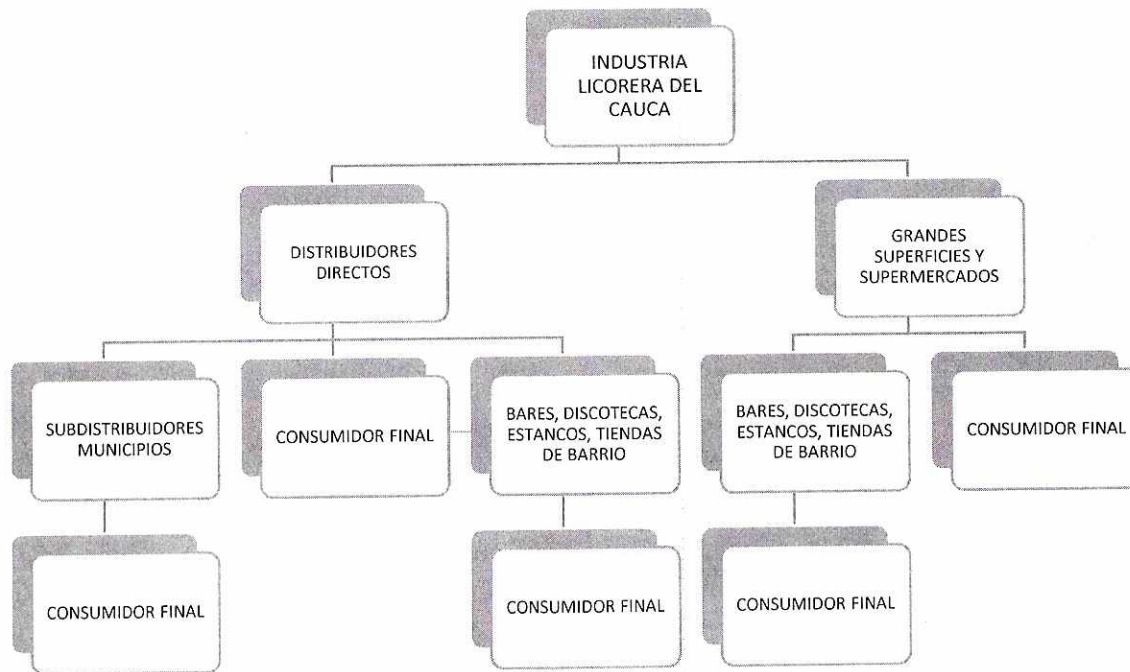 INDUSTRIA
LICORERA DEL
CAUCA
DISTRIBUIDORES
DIRECTOS
GRANDES
SUPERFICIES Y
SUPERMERCADOS
SUBDISTRIBUIDORES
MUNICIPIOS
CONSUMIDOR FINAL
BARES, DISCOTECAS,
ESTANCOS, TIENDAS
DE BARRIO
BARES, DISCOTECAS,
ESTANCOS, TIENDAS
DE BARRIO
CONSUMIDOR FINAL
CONSUMIDOR FINAL
CONSUMIDOR FINAL
CONSUMIDOR FINAL